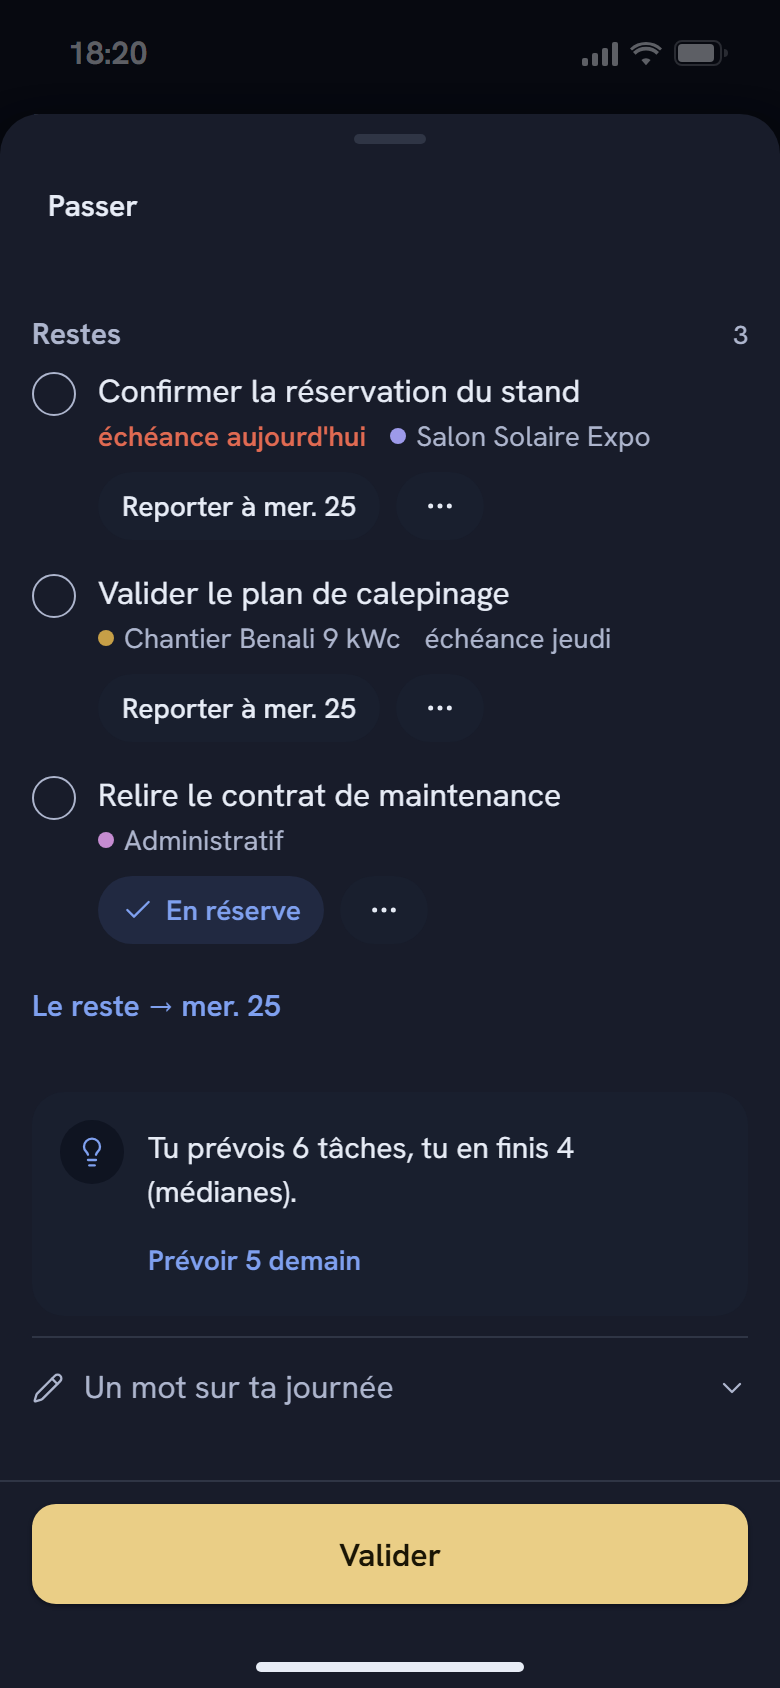 18:20
Passer
Restes 3
Confirmer la réservation du stand
échéance aujourd'hui Salon Solaire Expo
Reporter à mer. 25 ...
Valider le plan de calepinage
Chantier Benali 9 kWc échéance jeudi
Reporter à mer. 25 ...
Relire le contrat de maintenance
Administratif
En réserve ...
Le reste → mer. 25
Tu prévois 6 tâches, tu en finis 4
(médianes).
Prévoir 5 demain
Un mot sur ta journée
Valider